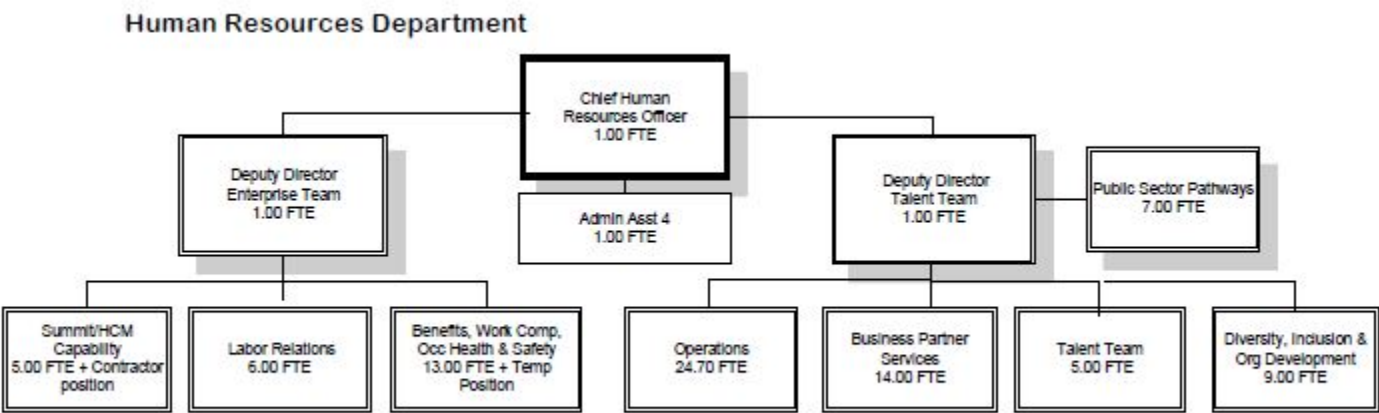 Human Resources Department
Chief Human
Resources Officer
1.00 FTE
Deputy Director
Enterprise Team
1.00 FTE
Admin Asst 4
1.00 FTE
Deputy Director
Talent Team
1.00 FTE
Public Sector Pathways
7.00 FTE
Summit/HCM
Capability
5.00 FTE + Contractor
position
Labor Relations
6.00 FTE
Benefits, Work Comp,
Occ Health & Safety
13.00 FTE + Temp
Position
Operations
24.70 FTE
Business Partner
Services
14.00 FTE
Talent Team
5.00 FTE
Diversity, Inclusion &
Org Development
9.00 FTE